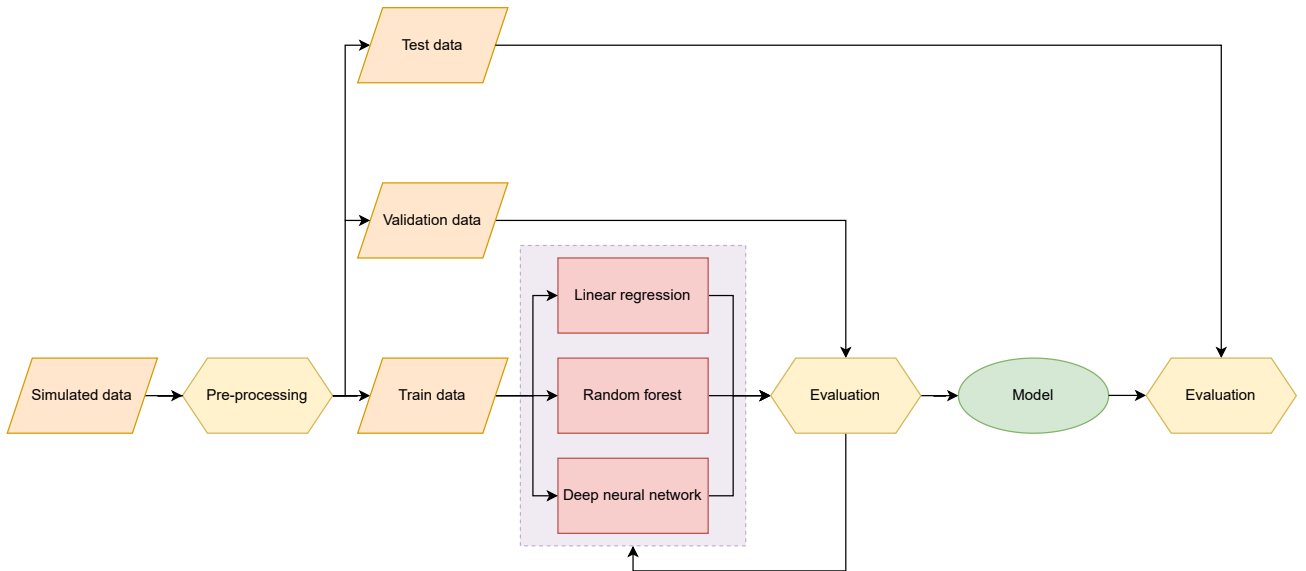 Test data
Validation data
Linear regression
Simulated data
Pre-processing
Train data
Random forest
Evaluation
Model
Evaluation
Deep neural network